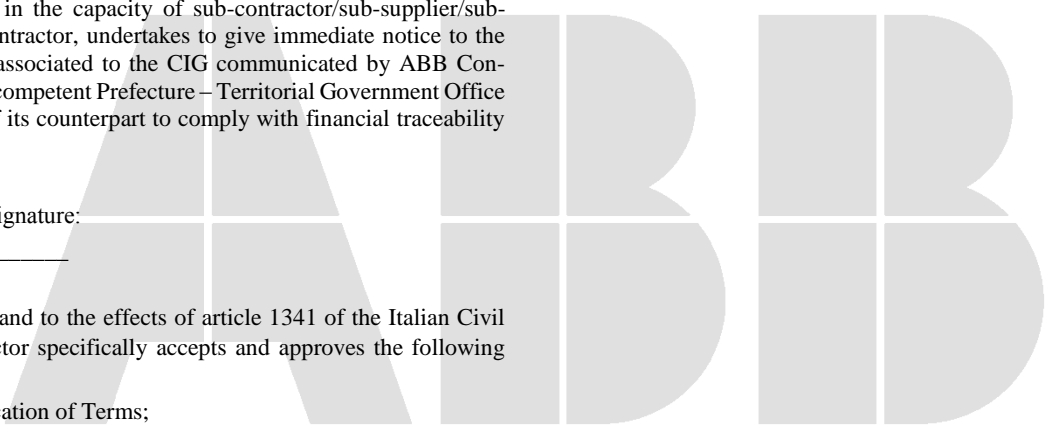 in the capacity of sub-contractor/sub-supplier/sub-
ntractor, undertakes to give immediate notice to the
associated to the CIG communicated by ABB Con-
competent Prefecture – Territorial Government Office
its counterpart to comply with financial traceability
ignature:
and to the effects of article 1341 of the Italian Civil
ctor specifically accepts and approves the following
cation of Terms;
ABB